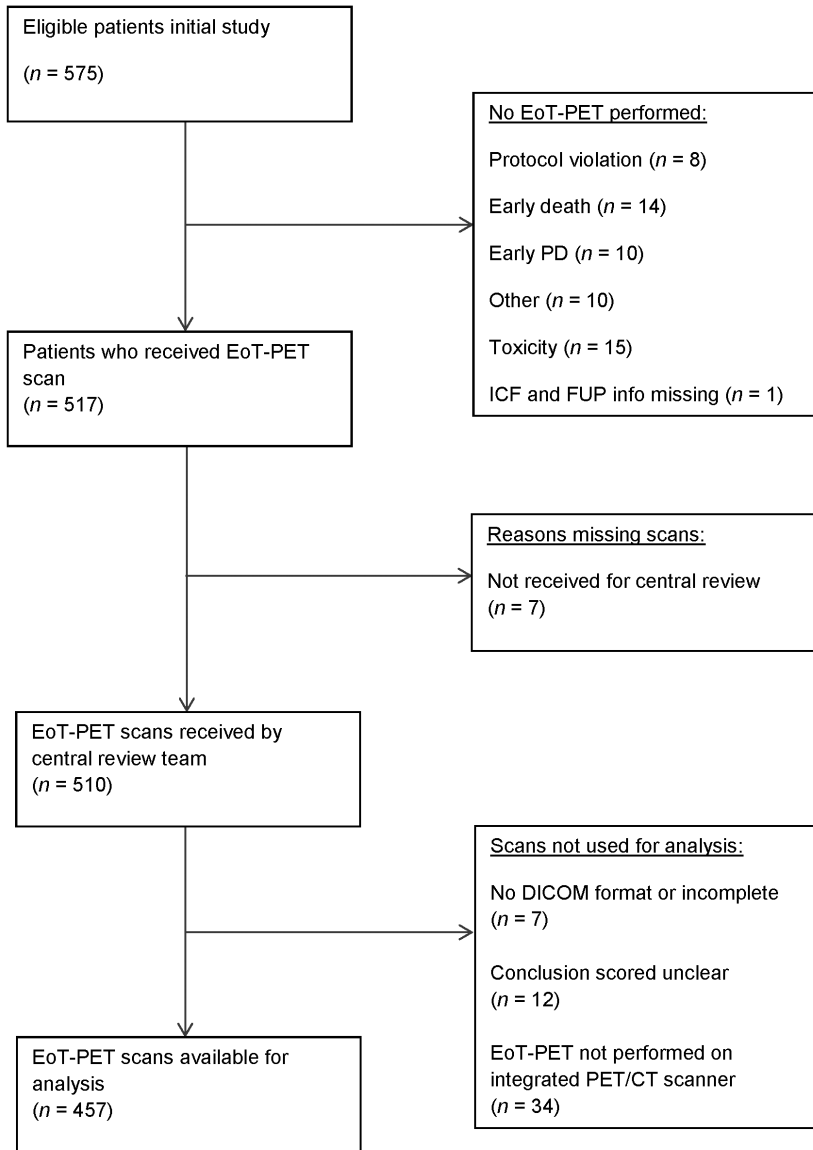 Eligible patients initial study
(n = 575)
No EoT-PET performed:
Protocol violation (n = 8)
Early death (n = 14)
Early PD (n = 10)
Other (n = 10)
Toxicity (n = 15)
ICF and FUP info missing (n = 1)
Patients who received EoT-PET
scan
(n = 517)
Reasons missing scans:
Not received for central review
(n = 7)
EoT-PET scans received by
central review team
(n = 510)
Scans not used for analysis:
No DICOM format or incomplete
(n = 7)
Conclusion scored unclear
(n = 12)
EoT-PET not performed on
integrated PET/CT scanner
(n = 34)
EoT-PET scans available for
analysis
(n = 457)